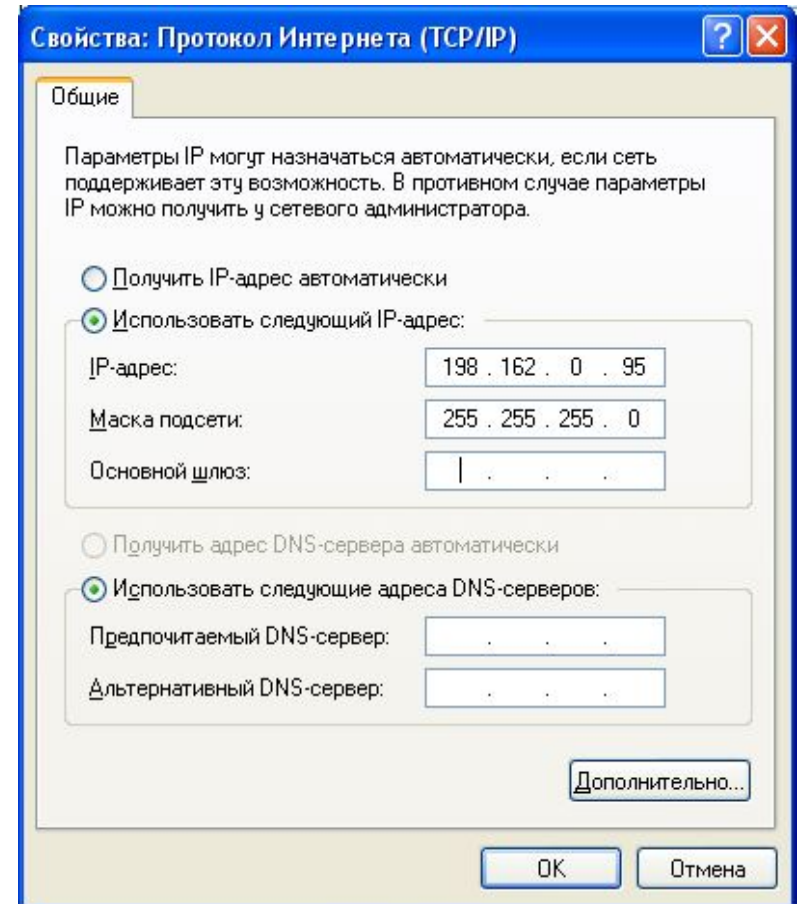 Свойства: Протокол Интернета (TCP/IP)
Общие
Параметры IP могут назначаться автоматически, если сеть
поддерживает эту возможность. В противном случае параметры
IP можно получить у сетевого администратора.
Получить IP-адрес автоматически
Использовать следующий IP-адрес:
IP-адрес: 198 . 162 . 0 . 95
Маска подсети: 255 . 255 . 255 . 0
Основной шлюз: . . .
Получить адрес DNS-сервера автоматически
Использовать следующие адреса DNS-серверов:
Предпочитаемый DNS-сервер: . . .
Альтернативный DNS-сервер: . . .
Дополнительно...
ОК Отмена